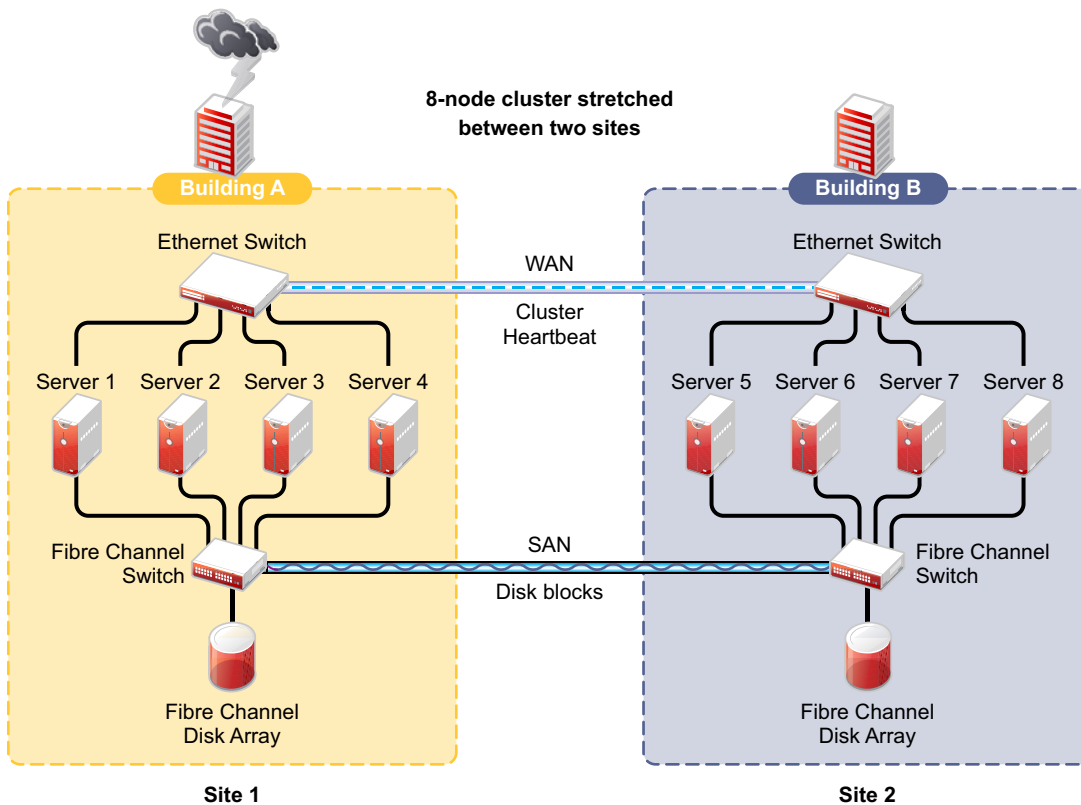 8-node cluster stretched
between two sites
Building A
Building B
Ethernet Switch
Ethernet Switch
WAN
Cluster
Heartbeat
Server 1
Server 2
Server 3
Server 4
Server 5
Server 6
Server 7
Server 8
Fibre Channel
Switch
SAN
Disk blocks
Fibre Channel
Switch
Fibre Channel
Disk Array
Fibre Channel
Disk Array
Site 1
Site 2